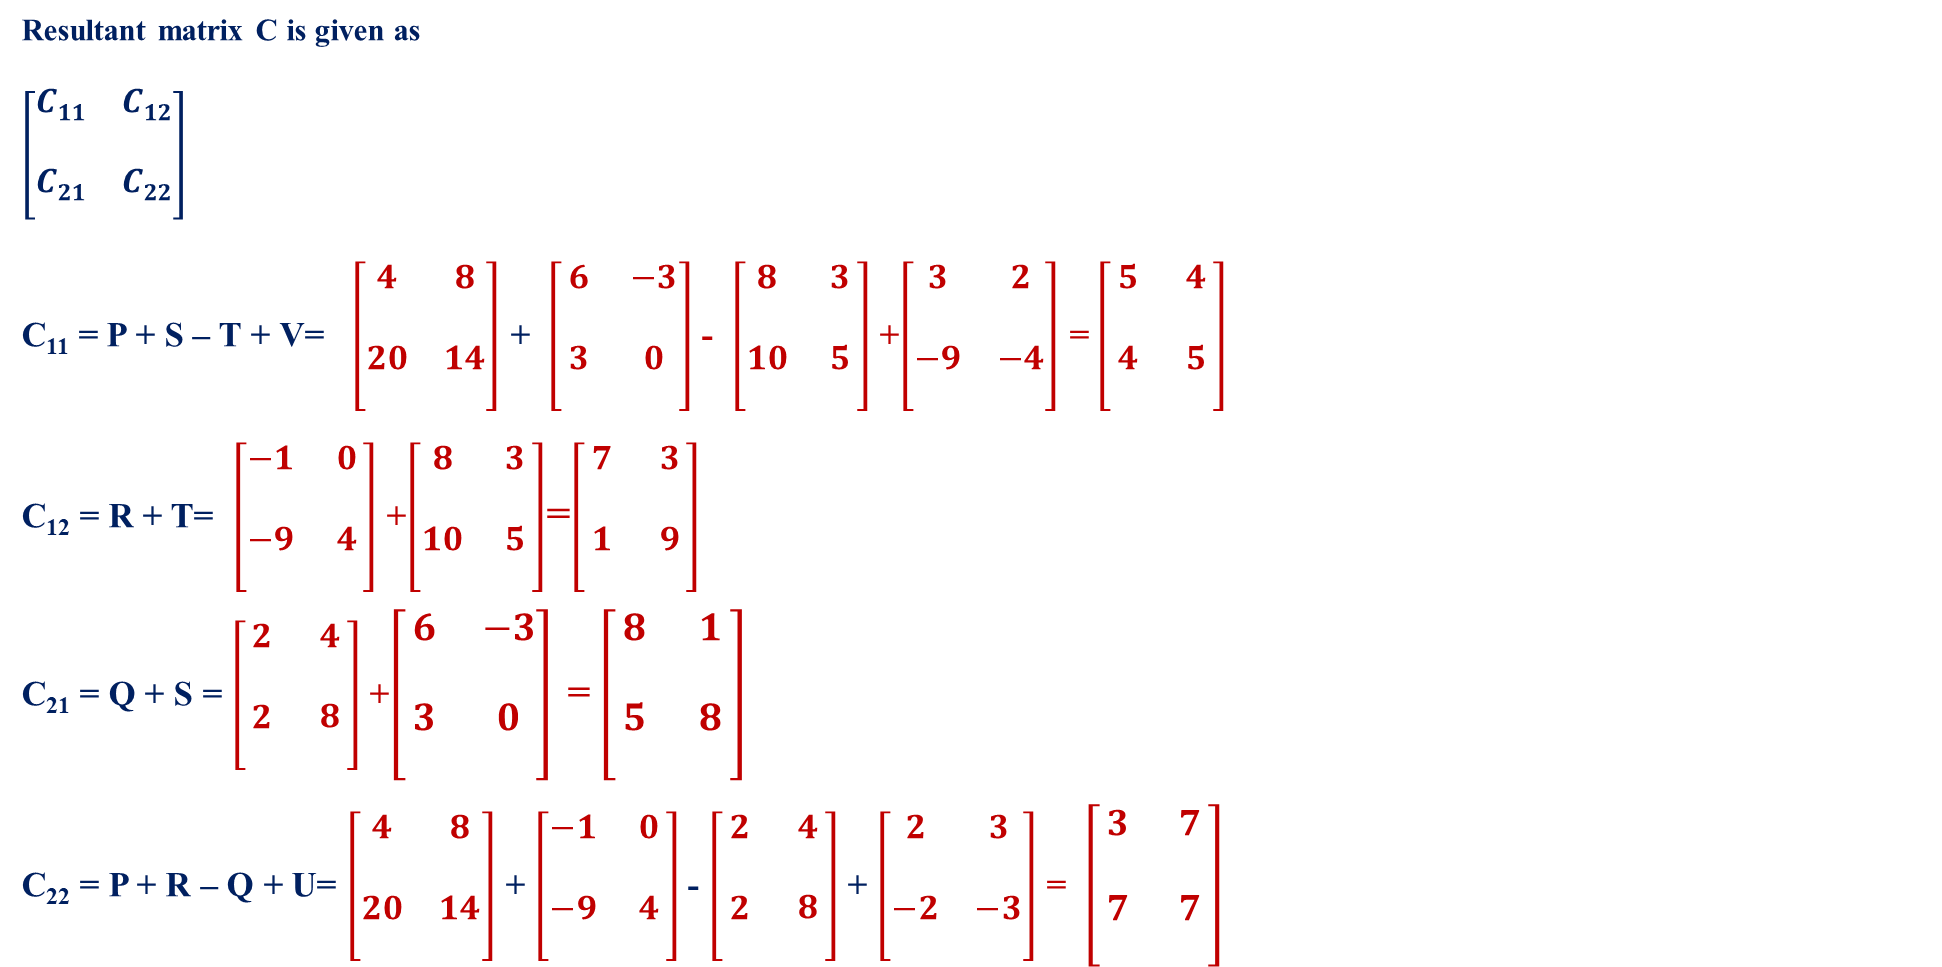 Resultant matrix C is given as
C11 C12
C21 C22
4 8 6 −3 8 3 3 2 5 4
C11 = P + S – T + V= + - + =
20 14 3 0 10 5 −9 −4 4 5
−1 0 8 3 7 3
C12 = R + T= + =
−9 4 10 5 1 9
2 4 6 −3 8 1
C21 = Q + S = + =
2 8 3 0 5 8
4 8 −1 0 2 4 2 3 3 7
C22 = P + R – Q + U= + - + =
20 14 −9 4 2 8 −2 −3 7 7